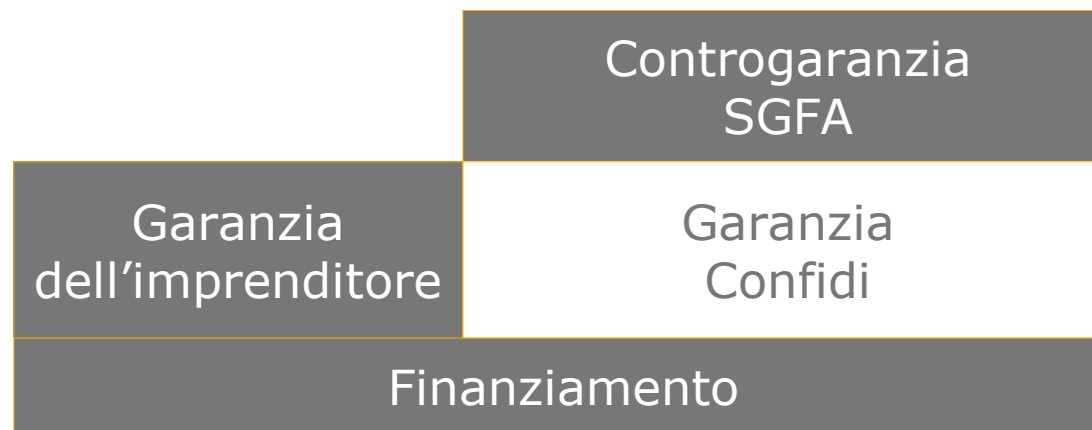 Controgaranzia
SGFA
Garanzia
dell’imprenditore
Garanzia
Confidi
Finanziamento